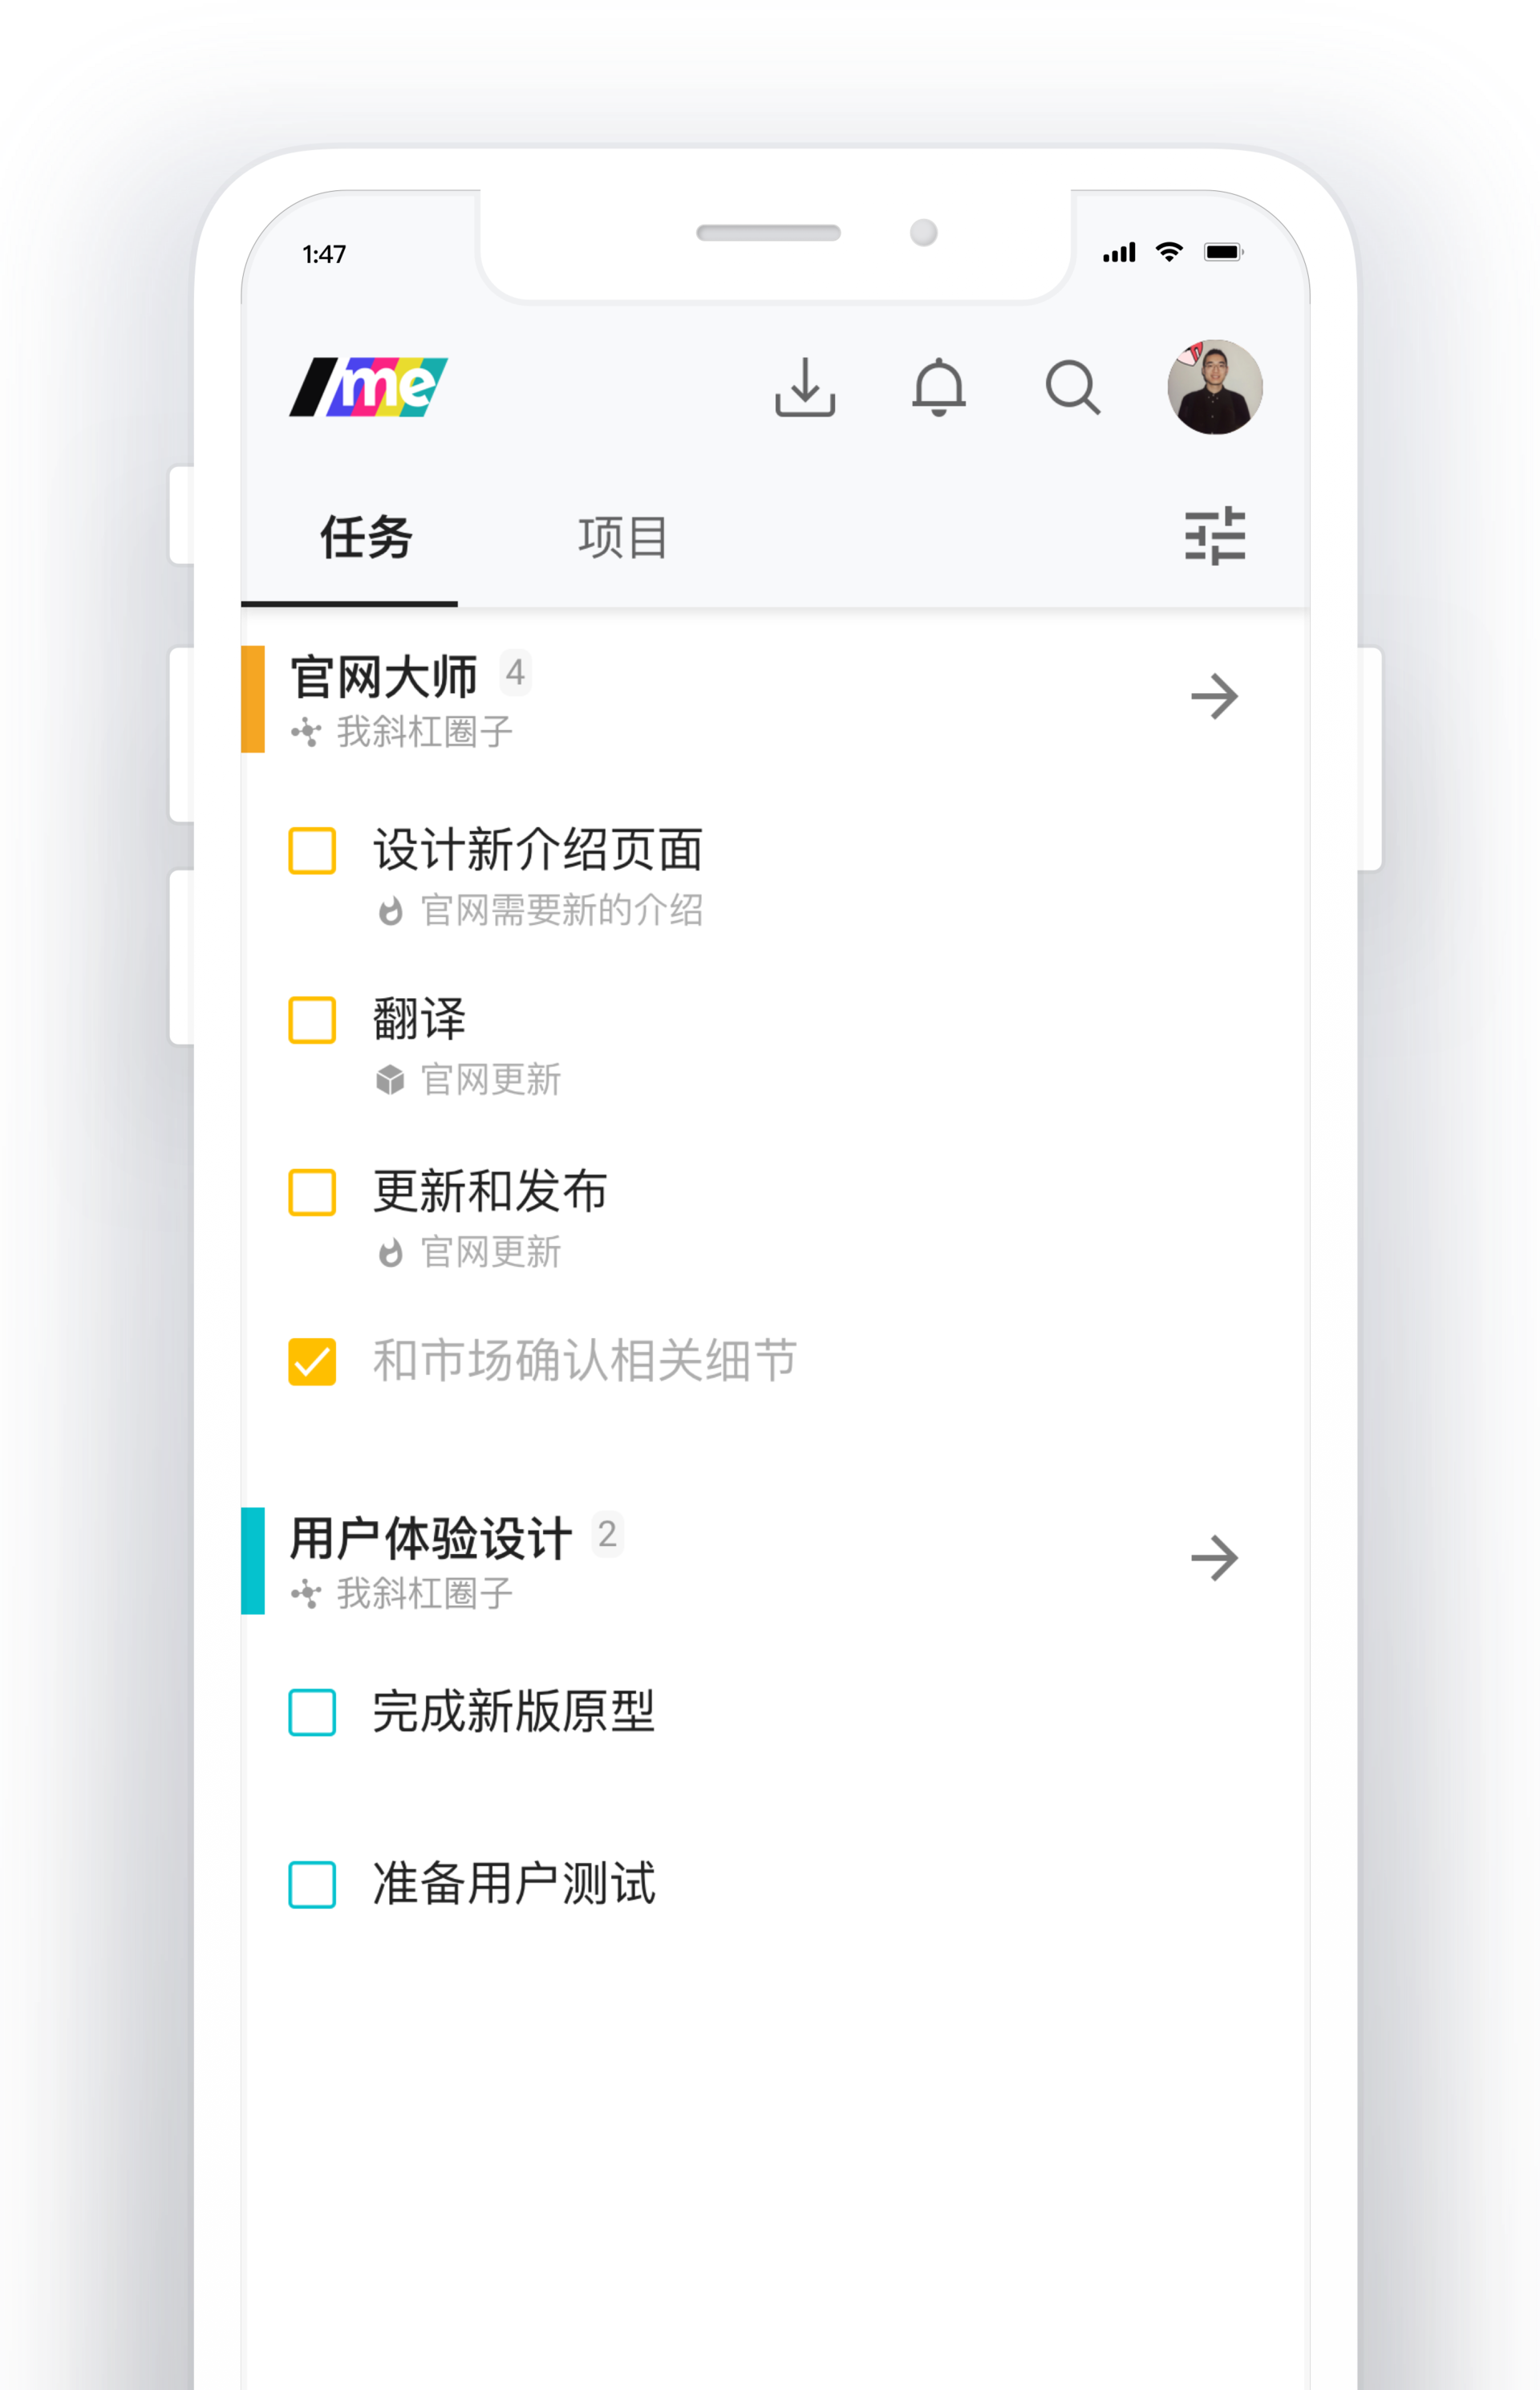 1:47
/me
任务
项目
官网大师 4
我斜杠圈子
设计新介绍页面
官网需要新的介绍
翻译
官网更新
更新和发布
官网更新
和市场确认相关细节
用户体验设计 2
我斜杠圈子
完成新版原型
准备用户测试